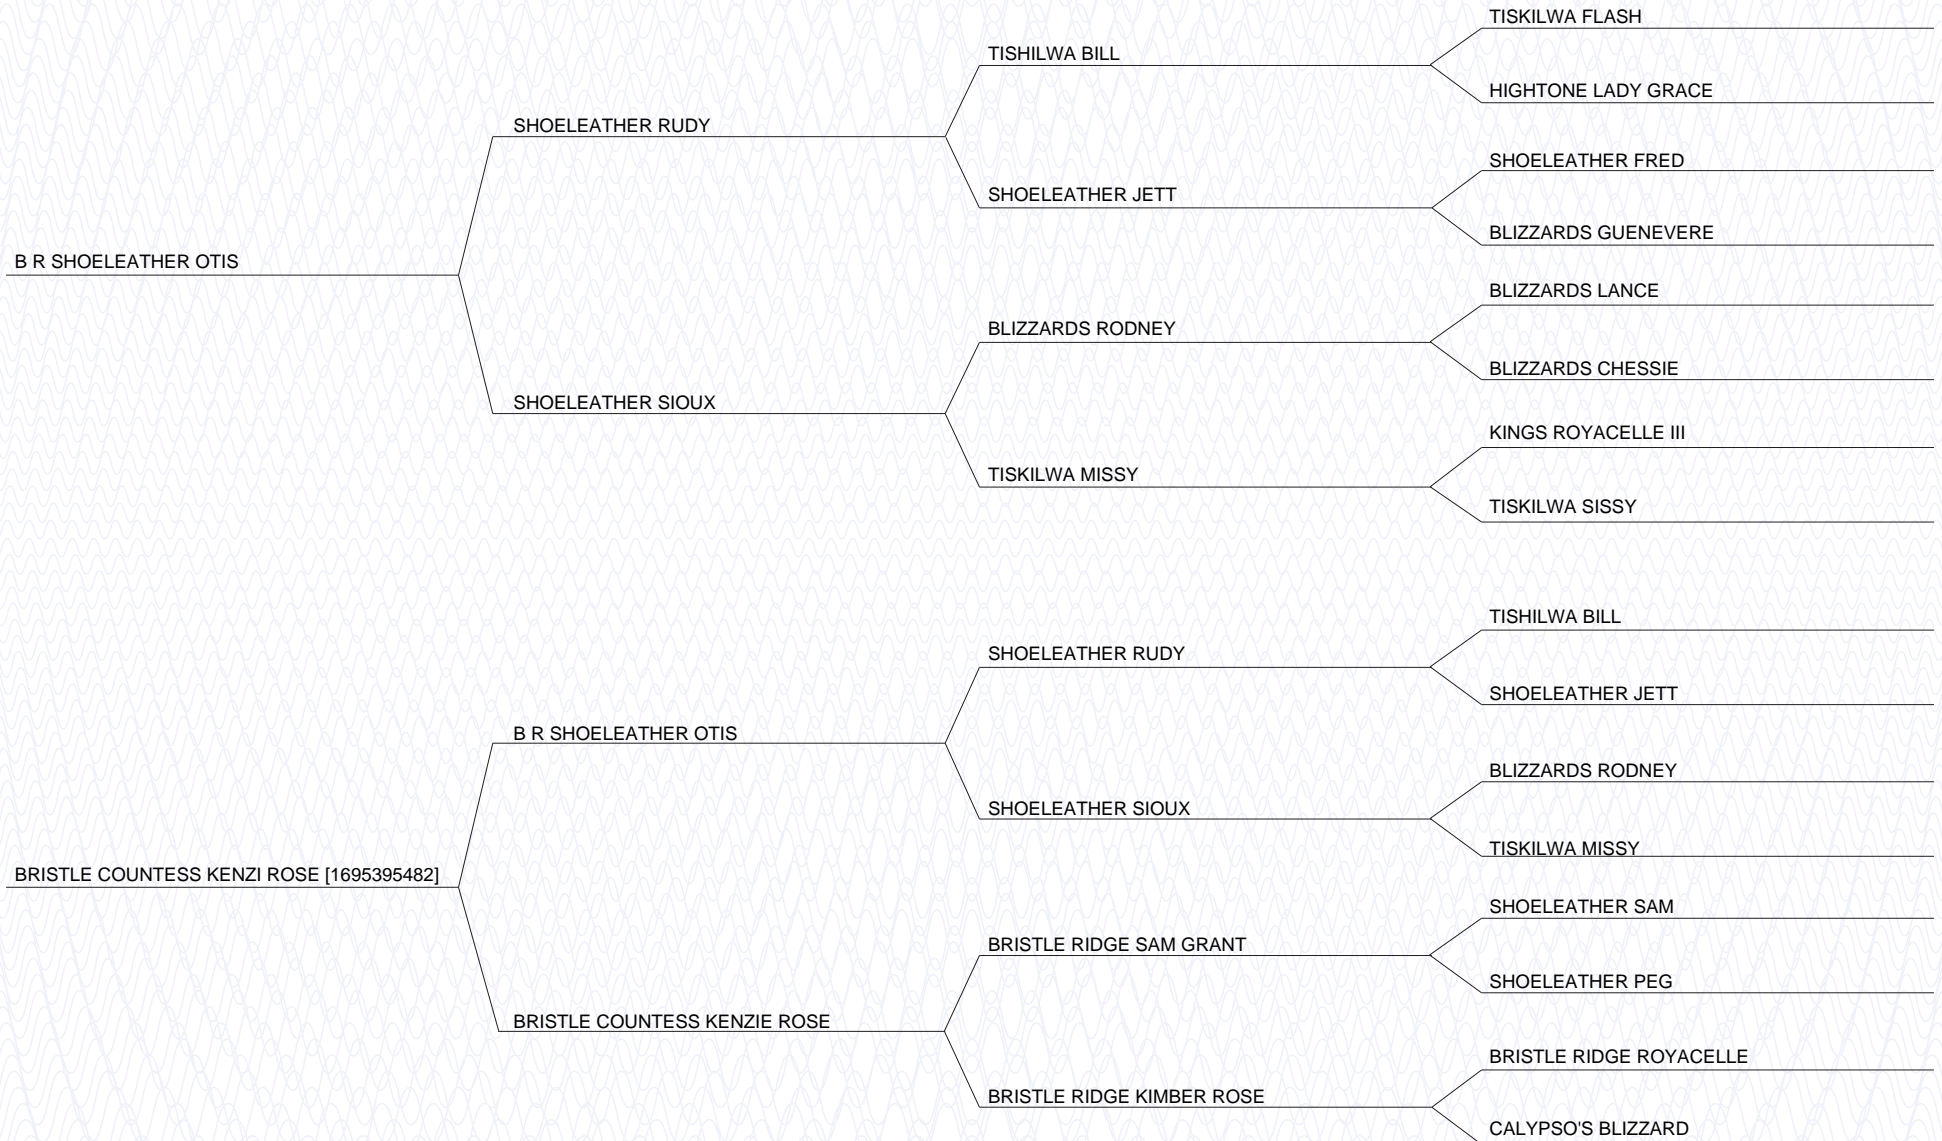 TISKILWA FLASH
TISHILWA BILL
HIGHTONE LADY GRACE
SHOELEATHER RUDY
SHOELEATHER FRED
SHOELEATHER JETT
BLIZZARDS GUENEVERE
B R SHOELEATHER OTIS
BLIZZARDS LANCE
BLIZZARDS RODNEY
BLIZZARDS CHESSIE
SHOELEATHER SIOUX
KINGS ROYACELLE III
TISKILWA MISSY
TISKILWA SISSY
TISHILWA BILL
SHOELEATHER RUDY
SHOELEATHER JETT
B R SHOELEATHER OTIS
BLIZZARDS RODNEY
SHOELEATHER SIOUX
TISKILWA MISSY
BRISTLE COUNTESS KENZI ROSE [1695395482]
SHOELEATHER SAM
BRISTLE RIDGE SAM GRANT
SHOELEATHER PEG
BRISTLE COUNTESS KENZIE ROSE
BRISTLE RIDGE ROYACELLE
BRISTLE RIDGE KIMBER ROSE
CALYPSO'S BLIZZARD